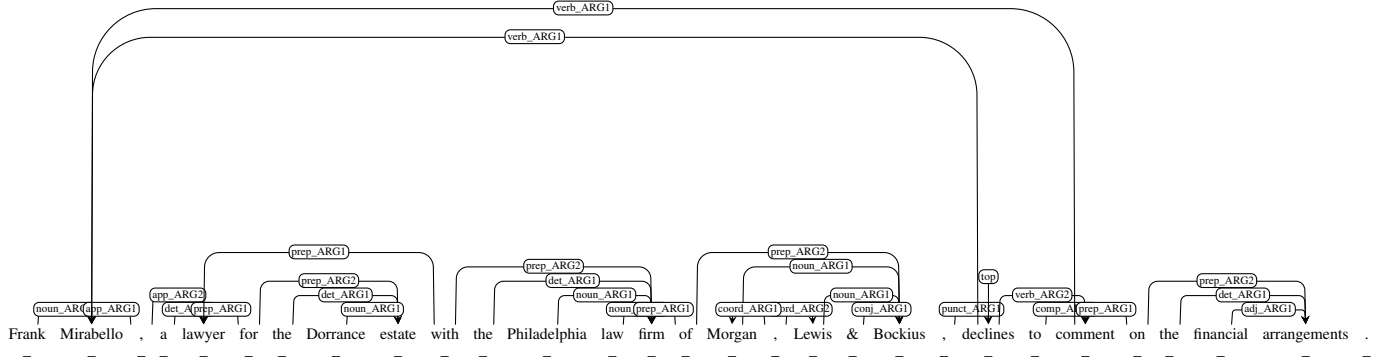 verb_ARG1
verb_ARG1
prep_ARG1 prep_ARG2
prep_ARG2 noun_ARG1
prep_ARG2 det_ARG1 top prep_ARG2
app_ARG2 det_ARG1 noun_ARG1 noun_ARG1 verb_ARG2 det_ARG1
app_ARG1 prep_ARG1 noun_ARG1 prep_ARG1 coord_ARG1 conj_ARG1 punct_ARG1 prep_ARG1 adj_ARG1
Frank Mirabello , a lawyer for the Dorrance estate with the Philadelphia law firm of Morgan , Lewis & Bockius , declines to comment on the financial arrangements .
_ _ _ _ _ _ _ _ _ _ _ _ _ _ _ _ _ _ _ _ _ _ _ _ _ _ _ _ _